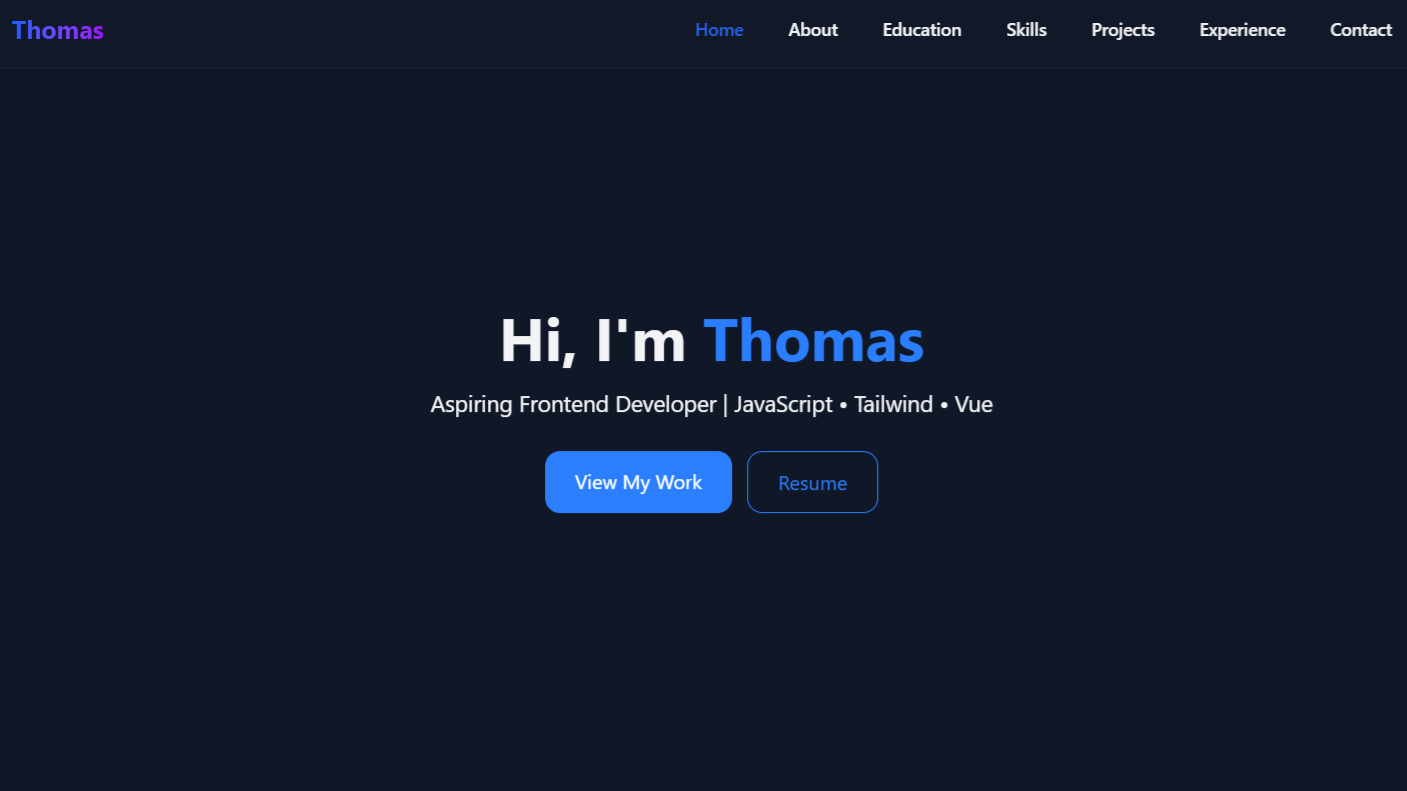 Thomas Home About Education Skills Projects Experience Contact
Hi, I'm Thomas
Aspiring Frontend Developer | JavaScript • Tailwind • Vue
View My Work Resume